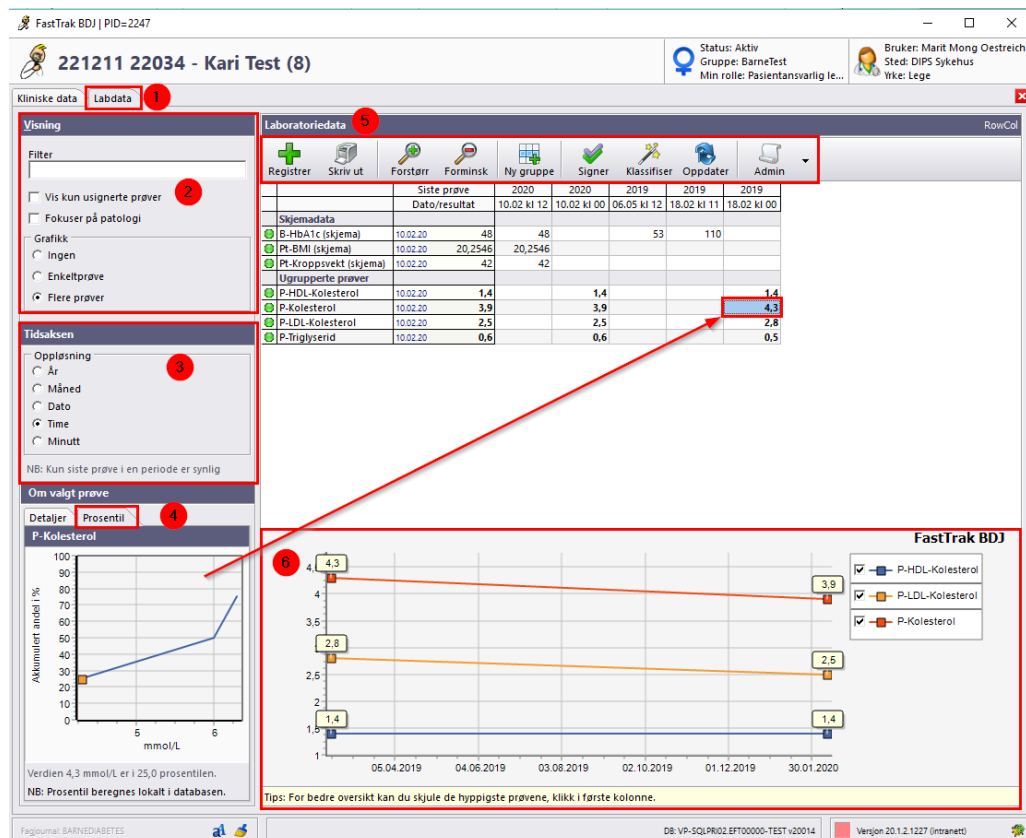 FastTrak BDJ | PID=2247
221211 22034 - Kari Test (8)
Status: Aktiv
Gruppe: BarneTest
Min rolle: Pasientansvarlig le...
Bruker: Marit Mong Oestreich
Sted: DIPS Sykehus
Yrke: Lege
Kliniske data
Labdata
1
Visning
Filter
Vis kun usignerte prøver
2
Fokuser på patologi
Grafikk
Ingen
Enkeltprøve
Flere prøver
Tidsaksen
Oppløsning
3
År
Måned
Dato
Time
Minutt
NB: Kun siste prøve i en periode er synlig
Om valgt prøve
Detaljer
Prosentil
4
P-Kolesterol
100
90
80
70
60
50
40
30
20
10
0
Akkumulert andel i %
5 6
mmol/L
Verdien 4,3 mmol/L er i 25,0 prosentilen.
NB: Prosentil beregnes lokalt i databasen.
Laboratoriedata
5
RowCol
Registrer Skriv ut Forstørr Forminsk Ny gruppe Signer Klassifiser Oppdater Admin
Siste prøve 2020 2020 2019 2019 2019
Dato/resultat 10.02 kl 12 10.02 kl 00 06.05 kl 12 18.02 kl 11 18.02 kl 00
Skjemadata
B-HbA1c (skjema) 10.02.20 48 48 53 110
Pt-BMI (skjema) 10.02.20 20,2546 20,2546
Pt-Kroppsvekt (skjema) 10.02.20 42 42
Ugrupperte prøver
P-HDL-Kolesterol 10.02.20 1,4 1,4 1,4
P-Kolesterol 10.02.20 3,9 3,9 4,3
P-LDL-Kolesterol 10.02.20 2,5 2,5 2,8
P-Triglyserid 10.02.20 0,6 0,6 0,5
FastTrak BDJ
6
4,3
3,9
2,8
2,5
1,4
1,4
4
3,5
2,5
2
1,5
1
05.04.2019 04.06.2019 03.08.2019 02.10.2019 01.12.2019 30.01.2020
P-HDL-Kolesterol
P-LDL-Kolesterol
P-Kolesterol
Tips: For bedre oversikt kan du skjule de hyppigste prøvene, klikk i første kolonne.
Fagjournal: BARNEDIABETES
DB: VP-SQLPRI02.EFT00000-TEST v20014
Versjon 20.1.2.1227 (intranett)